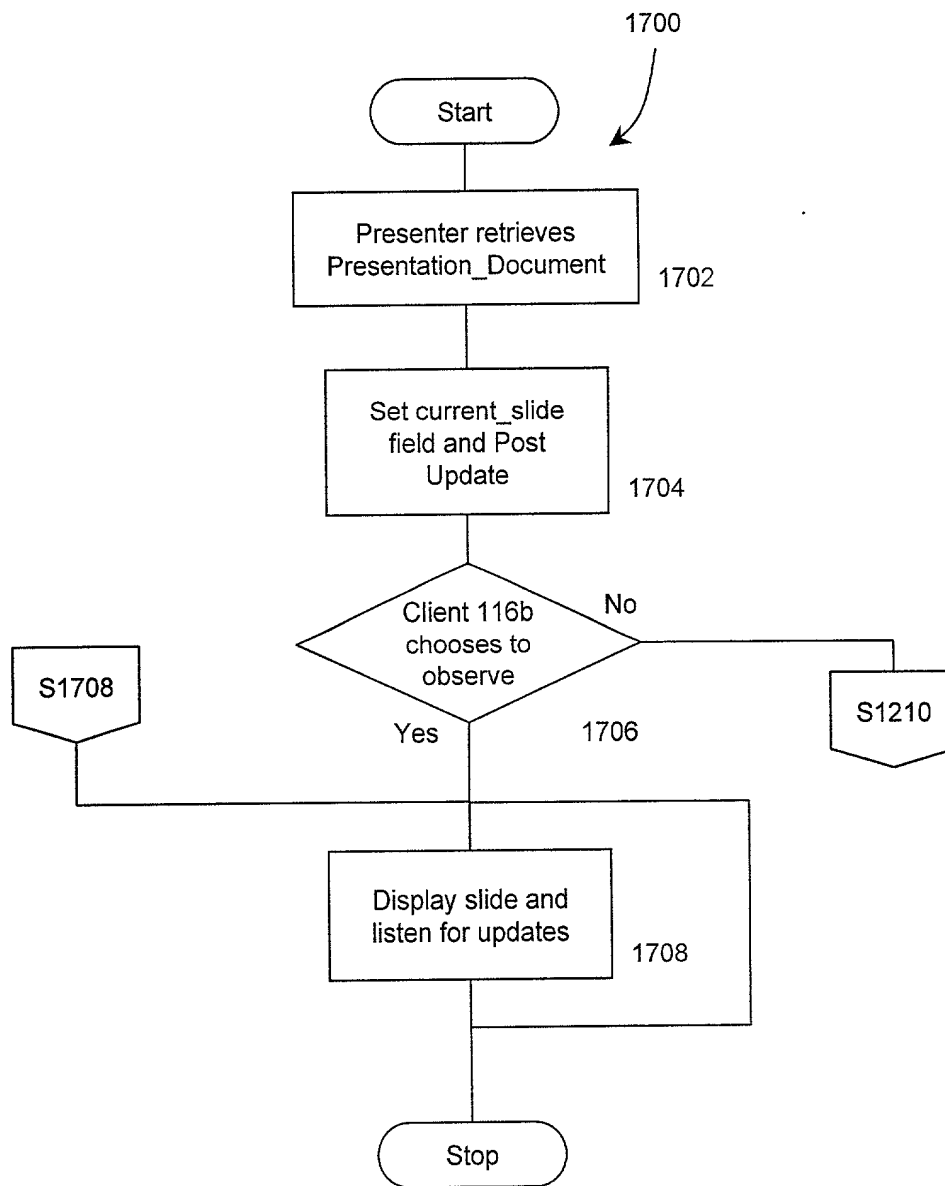 1700
Start
Presenter retrieves
Presentation_Document
1702
Set current_slide
field and Post
Update
1704
Client 116b
chooses to
observe
No
S1708
S1210
Yes
1706
Display slide and
listen for updates
1708
Stop